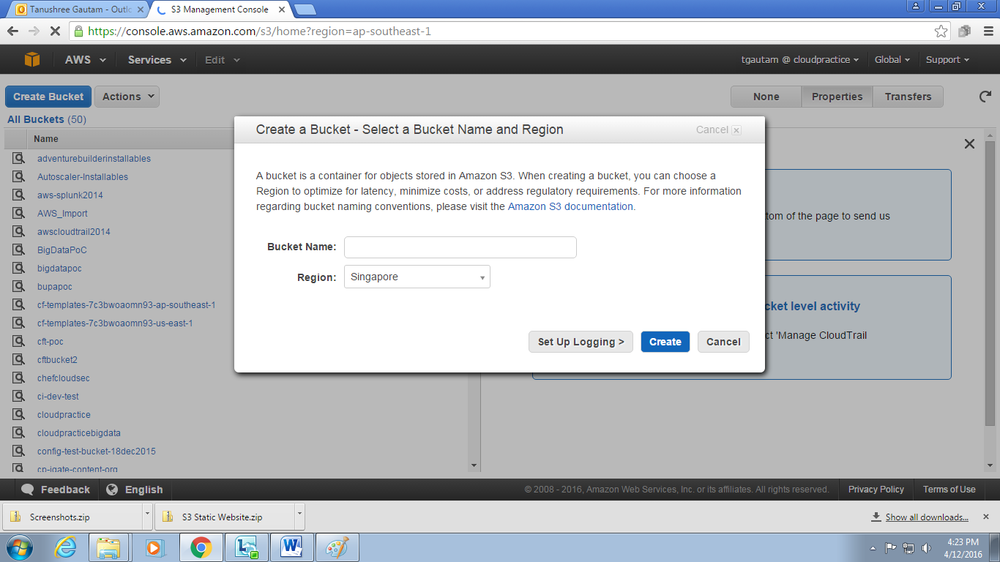 Tanushree Gautam - Outl
S3 Management Console
https://console.aws.amazon.com/s3/home?region=ap-southeast-1
AWS Services Edit
tgautam @ cloudpractice Global Support
Create Bucket Actions
None Properties Transfers
All Buckets (50)
Name
adventurebuilderinstallables
Autoscaler-Installables
aws-splunk2014
AWS_Import
awscloudtrail2014
BigDataPoC
bigdatapoc
bupapoc
cf-templates-7c3bwoaomn93-ap-southeast-1
cf-templates-7c3bwoaomn93-us-east-1
cft-poc
cftbucket2
chefcloudsec
ci-dev-test
cloudpractice
cloudpracticebigdata
config-test-bucket-18dec2015
cp-igate-content-org
Create a Bucket - Select a Bucket Name and Region
Cancel
A bucket is a container for objects stored in Amazon S3. When creating a bucket, you can choose a
Region to optimize for latency, minimize costs, or address regulatory requirements. For more information
regarding bucket naming conventions, please visit the Amazon S3 documentation.
Bucket Name:
Region: Singapore
Set Up Logging > Create Cancel
tom of the page to send us
cket level activity
ct 'Manage CloudTrail
Feedback English
© 2008 - 2016, Amazon Web Services, Inc. or its affiliates. All rights reserved. Privacy Policy Terms of Use
Screenshots.zip
S3 Static Website.zip
Show all downloads...
4:23 PM
4/12/2016